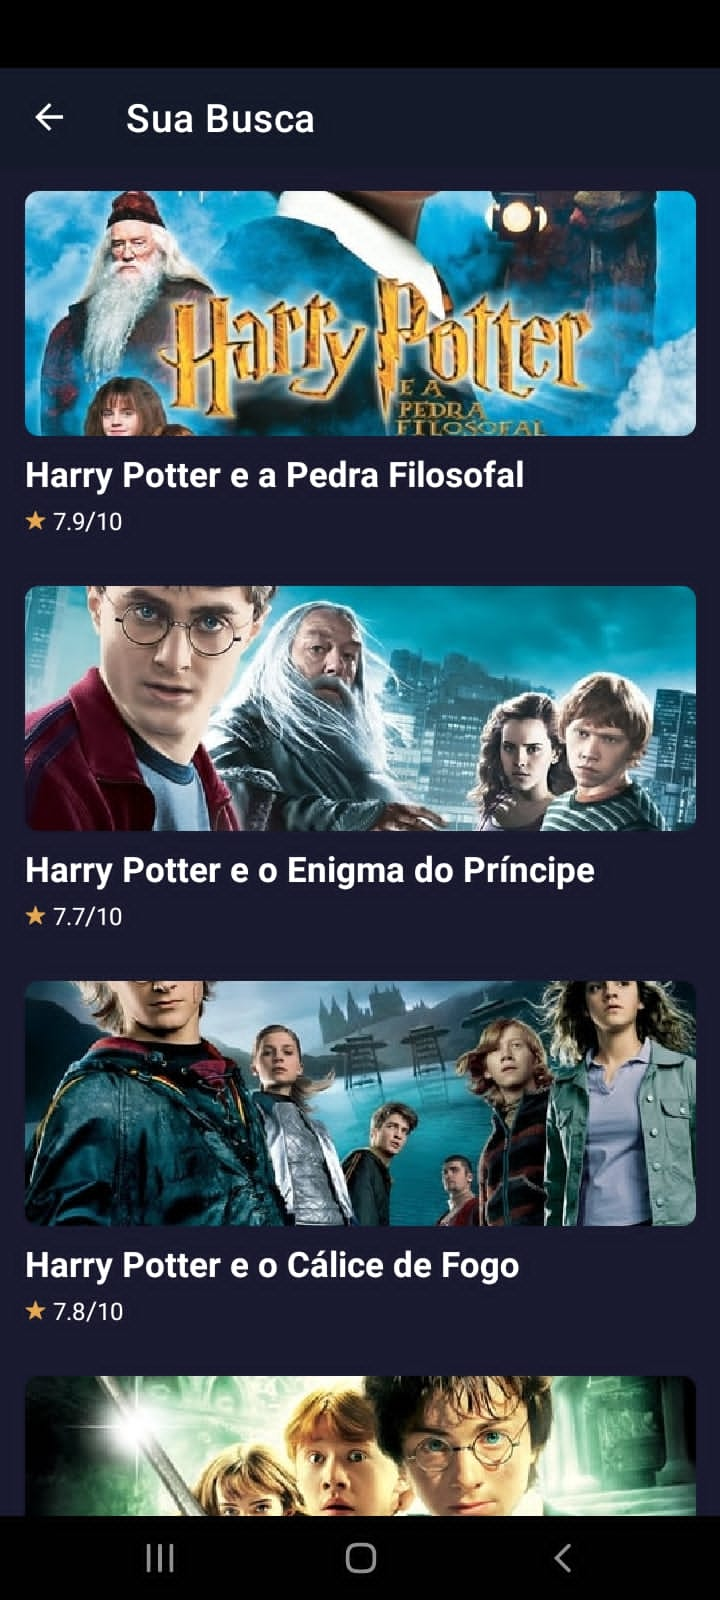 Sua Busca
Harry Potter
E A
PEDRA
FILOSOFAL
Harry Potter e a Pedra Filosofal
★ 7.9/10
Harry Potter e o Enigma do Príncipe
★ 7.7/10
Harry Potter e o Cálice de Fogo
★ 7.8/10